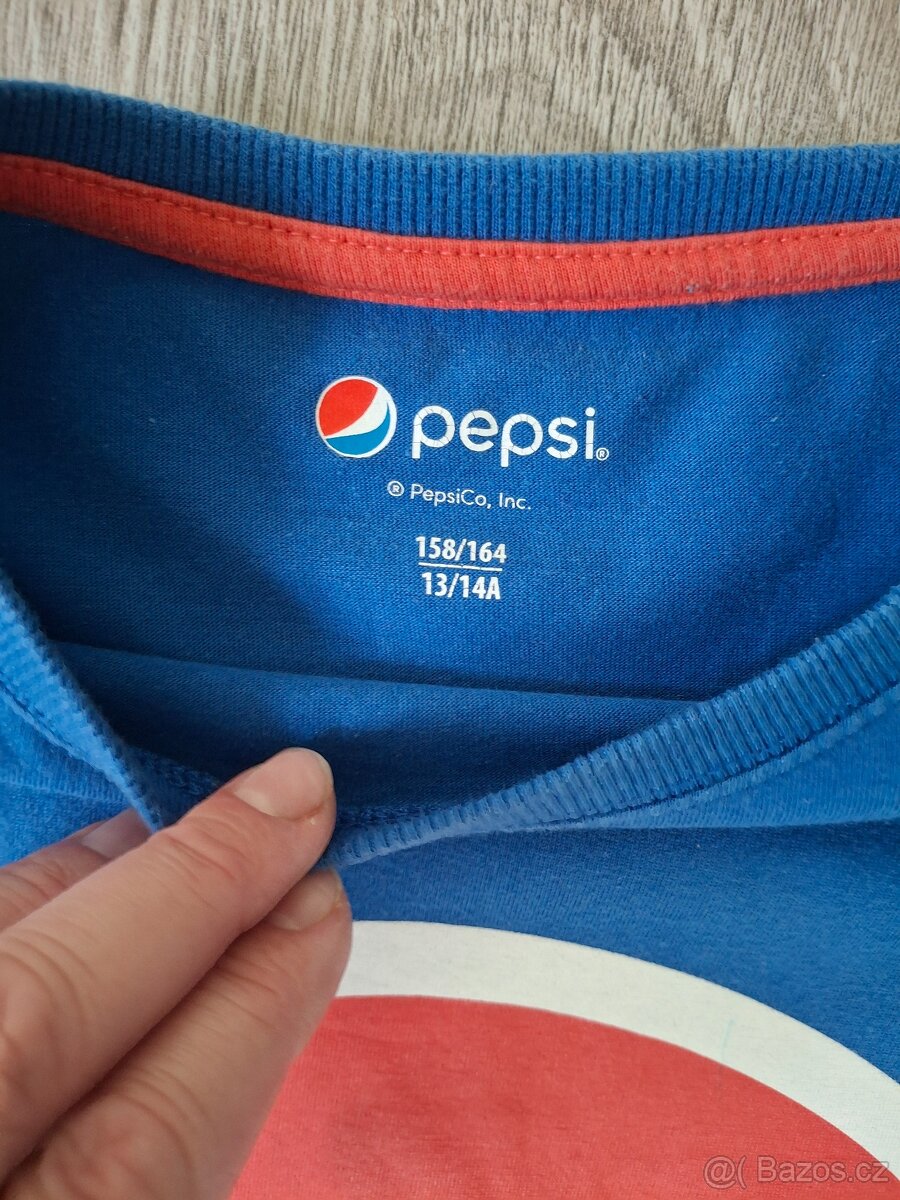 pepsi®
® PepsiCo, Inc.
158/164
13/14A
@( Bazos.cz